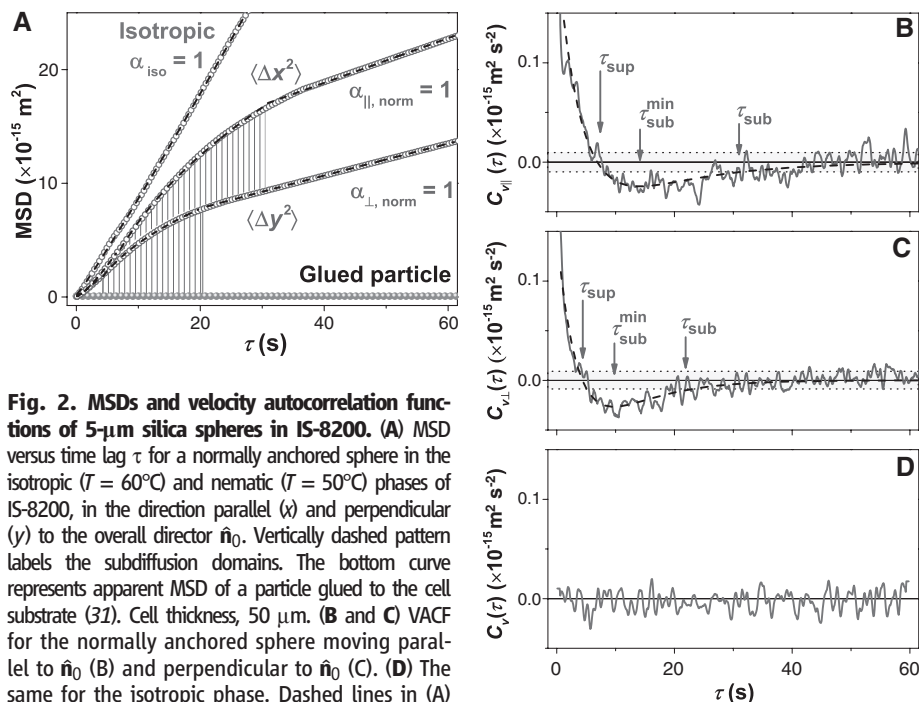 A
Isotropic
α_iso = 1
⟨Δx²⟩
α_||, norm = 1
α_⊥, norm = 1
⟨Δy²⟩
Glued particle
MSD (×10⁻¹⁵ m²)
20
10
0
0 20 40 60
τ (s)
B
τ_sup
τ_sub^min
τ_sub
C_v||(τ) (×10⁻¹⁵ m² s⁻²)
0.1
0.0
C
τ_sup
τ_sub^min
τ_sub
C_v⊥(τ) (×10⁻¹⁵ m² s⁻²)
0.1
0.0
D
C_v(τ) (×10⁻¹⁵ m² s⁻²)
0.1
0.0
0 20 40 60
τ (s)
Fig. 2. MSDs and velocity autocorrelation func-
tions of 5-μm silica spheres in IS-8200. (A) MSD
versus time lag τ for a normally anchored sphere in the
isotropic (T = 60°C) and nematic (T = 50°C) phases of
IS-8200, in the direction parallel (x) and perpendicular
(y) to the overall director n̂₀. Vertically dashed pattern
labels the subdiffusion domains. The bottom curve
represents apparent MSD of a particle glued to the cell
substrate (31). Cell thickness, 50 μm. (B and C) VACF
for the normally anchored sphere moving paral-
lel to n̂₀ (B) and perpendicular to n̂₀ (C). (D) The
same for the isotropic phase. Dashed lines in (A)